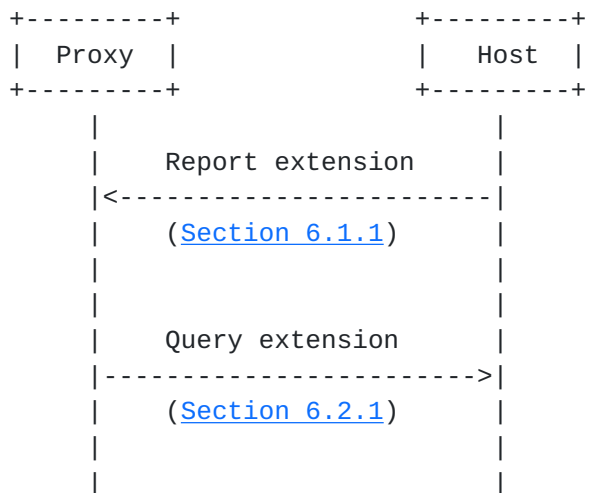 +---------+                +---------+
|  Proxy  |                |   Host  |
+---------+                +---------+
     |                          |
     |    Report extension      |
     |<------------------------|
     |    (Section 6.1.1)       |
     |                          |
     |                          |
     |    Query extension       |
     |------------------------>|
     |    (Section 6.2.1)       |
     |                          |
     |                          |